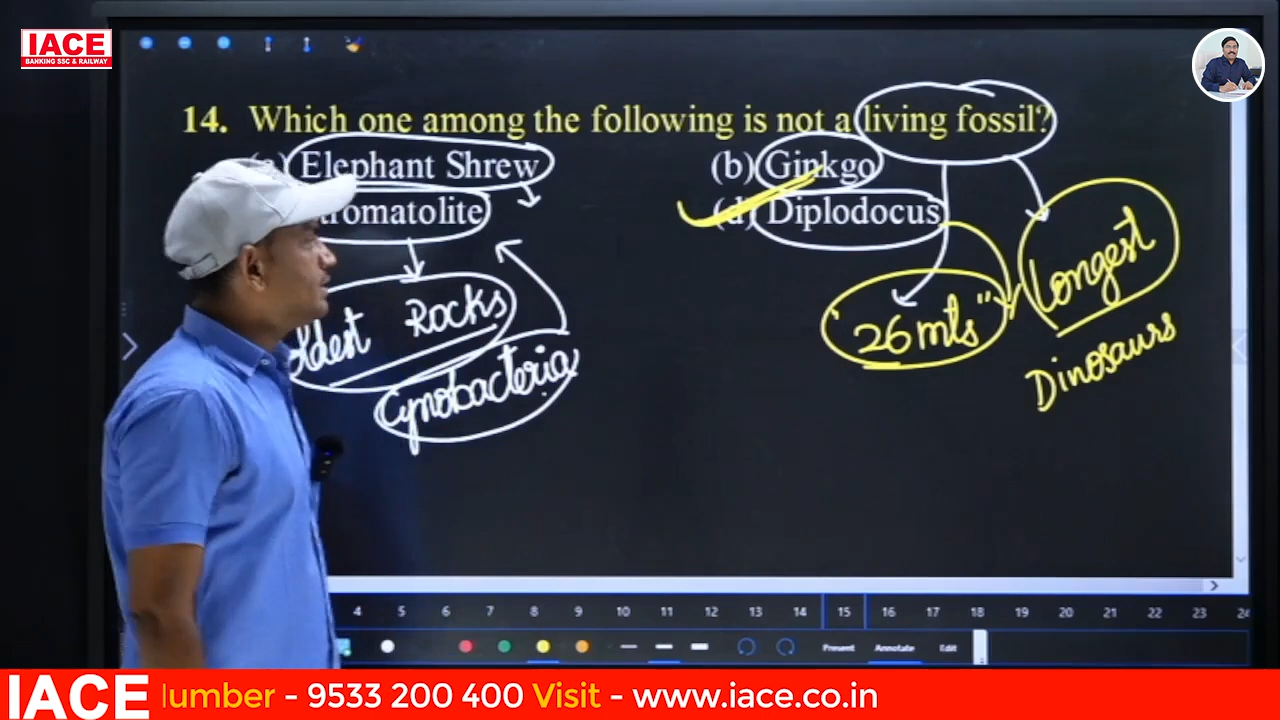 IACE
BANKING SSC & RAILWAY
14. Which one among the following is not a living fossil?
(a) Elephant Shrew (b) Ginkgo
tromatolite (d) Diplodocus
oldest Rocks
Cynobacteria
"26 mts"
Longest
Dinosaurs
4 5 6 7 8 9 10 11 12 13 14 15 16 17 18 19 20 21 22 23 24
Present Annotate Edit
IACE lumber - 9533 200 400 Visit - www.iace.co.in